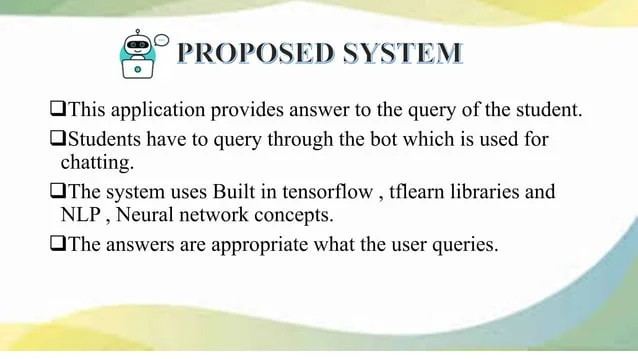 PROPOSED SYSTEM
❑This application provides answer to the query of the student.
❑Students have to query through the bot which is used for
chatting.
❑The system uses Built in tensorflow , tflearn libraries and
NLP , Neural network concepts.
❑The answers are appropriate what the user queries.